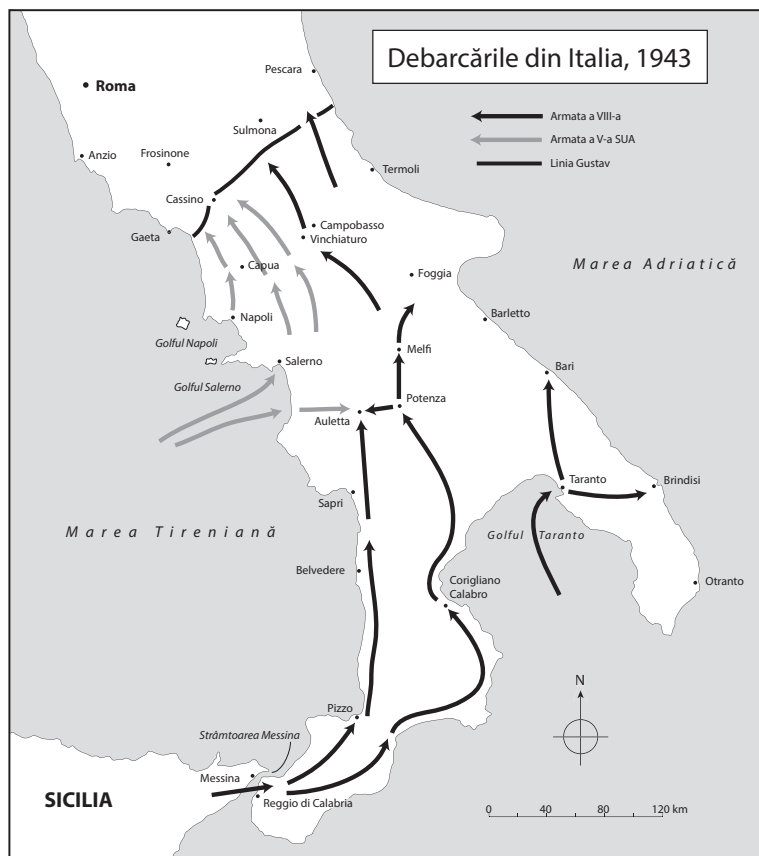 Debarcările din Italia, 1943
Armata a VIII-a
Armata a V-a SUA
Linia Gustav
Pescara
Roma
Sulmona
Anzio
Frosinone
Termoli
Cassino
Gaeta
Campobasso
Vinchiaturo
Capua
Foggia
Marea Adriatică
Napoli
Barletto
Golful Napoli
Melfi
Salerno
Bari
Golful Salerno
Potenza
Auletta
Taranto
Brindisi
Sapri
Marea Tireniană
Golful Taranto
Belvedere
Corigliano
Calabro
Otranto
N
Pizzo
Strâmtoarea Messina
Messina
SICILIA
Reggio di Calabria
0 40 80 120 km